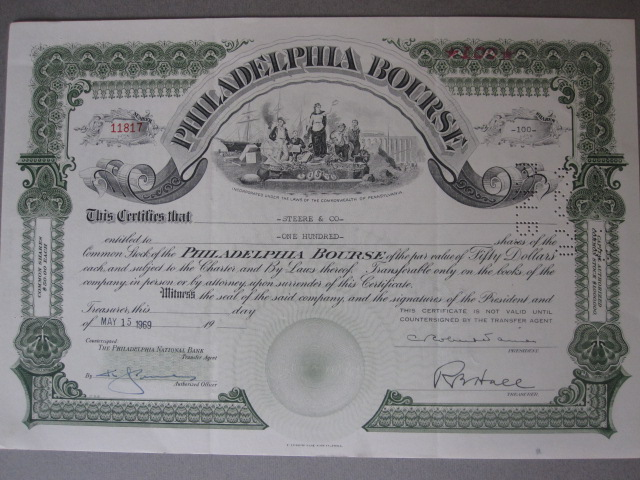 PHILADELPHIA BOURSE
11817
SHARES
-100-
INCORPORATED UNDER THE LAWS OF THE COMMONWEALTH OF PENNSYLVANIA.
This Certifies that -STEERE & CO-
entitled to -ONE HUNDRED- shares of the
Common Stock of the PHILADELPHIA BOURSE of the par value of Fifty Dollars
each, and subject to the Charter and By Laws thereof. Transferable only on the books of the
company, in person or by attorney, upon surrender of this Certificate.
Witness the seal of the said company, and the signatures of the President and
Treasurer, this day
of MAY 15 1969 19
THIS CERTIFICATE IS NOT VALID UNTIL
COUNTERSIGNED BY THE TRANSFER AGENT
Countersigned
THE PHILADELPHIA NATIONAL BANK
Transfer Agent
By
Authorized Officer
PRESIDENT
R B Hall
TREASURER
COMMON SHARES
$50.00 EACH